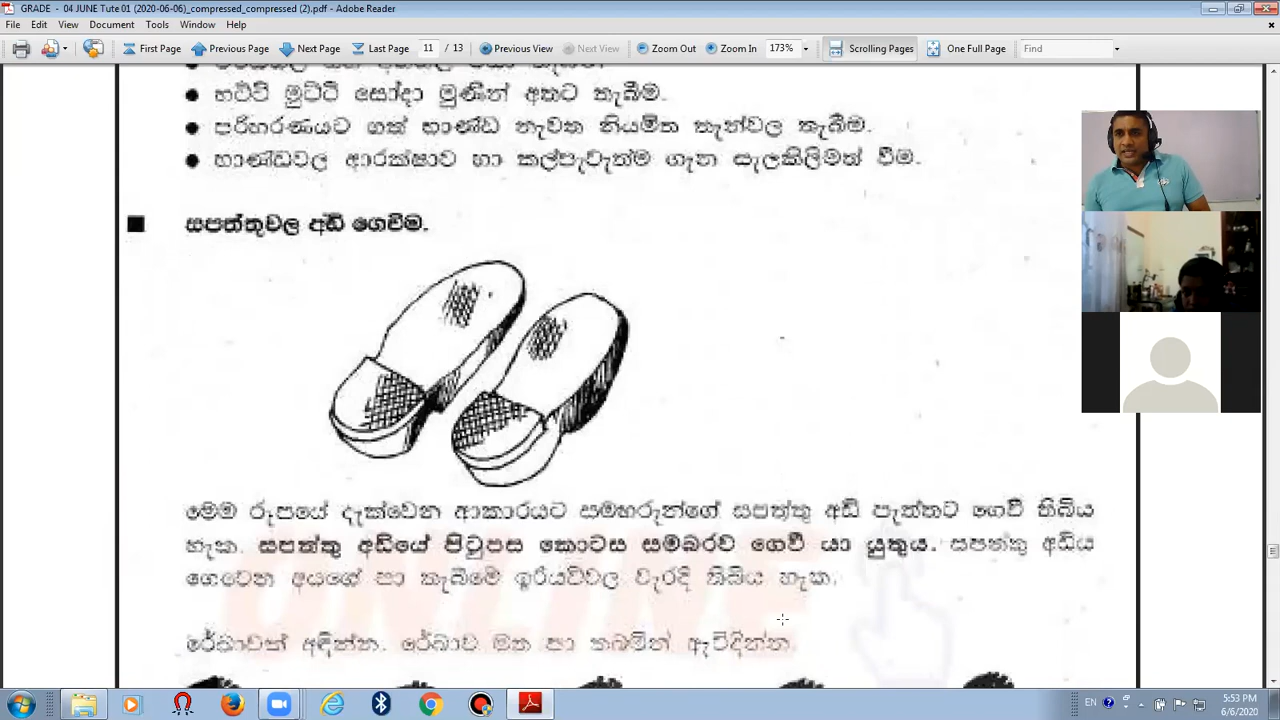 GRADE - 04 JUNE Tute 01 (2020-06-06)_compressed_compressed (2).pdf - Adobe Reader
File Edit View Document Tools Window Help
First Page Previous Page Next Page Last Page 11 / 13 Previous View Next View Zoom Out Zoom In 173% Scrolling Pages One Full Page Find
හට්ටි මුට්ටි සෝදා මුණින් අතට තැබීම.
පරිහරණයට ගත් භාණ්ඩ නැවත නියමිත තැන්වල තැබීම.
භාණ්ඩවල ආරක්ෂාව හා කල්පැවැත්ම ගැන සැලකිලිමත් වීම.
සපත්තුවල අඩි ගෙවීම.
මෙම රූපයේ දැක්වෙන ආකාරයට සමහරුන්ගේ සපත්තු අඩි පැත්තට ගෙවී තිබිය
හැක. සපත්තු අඩියේ පිටුපස කොටස සමබරව ගෙවී යා යුතුය. සපත්තු අඩිය
ගෙවෙන අයගේ පා තැබීමේ ඉරියව්වල වැරදි තිබිය හැක.
රේඛාවක් අඳින්න. රේඛාව මත පා තබමින් ඇවිදින්න.
ONLINE
EN
5:53 PM
6/6/2020